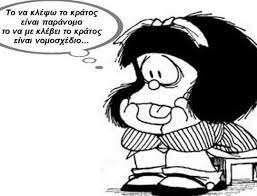 Το να κλέψω το κράτος
είναι παράνομο
το να με κλέβει το κράτος
είναι νομοσχέδιο...